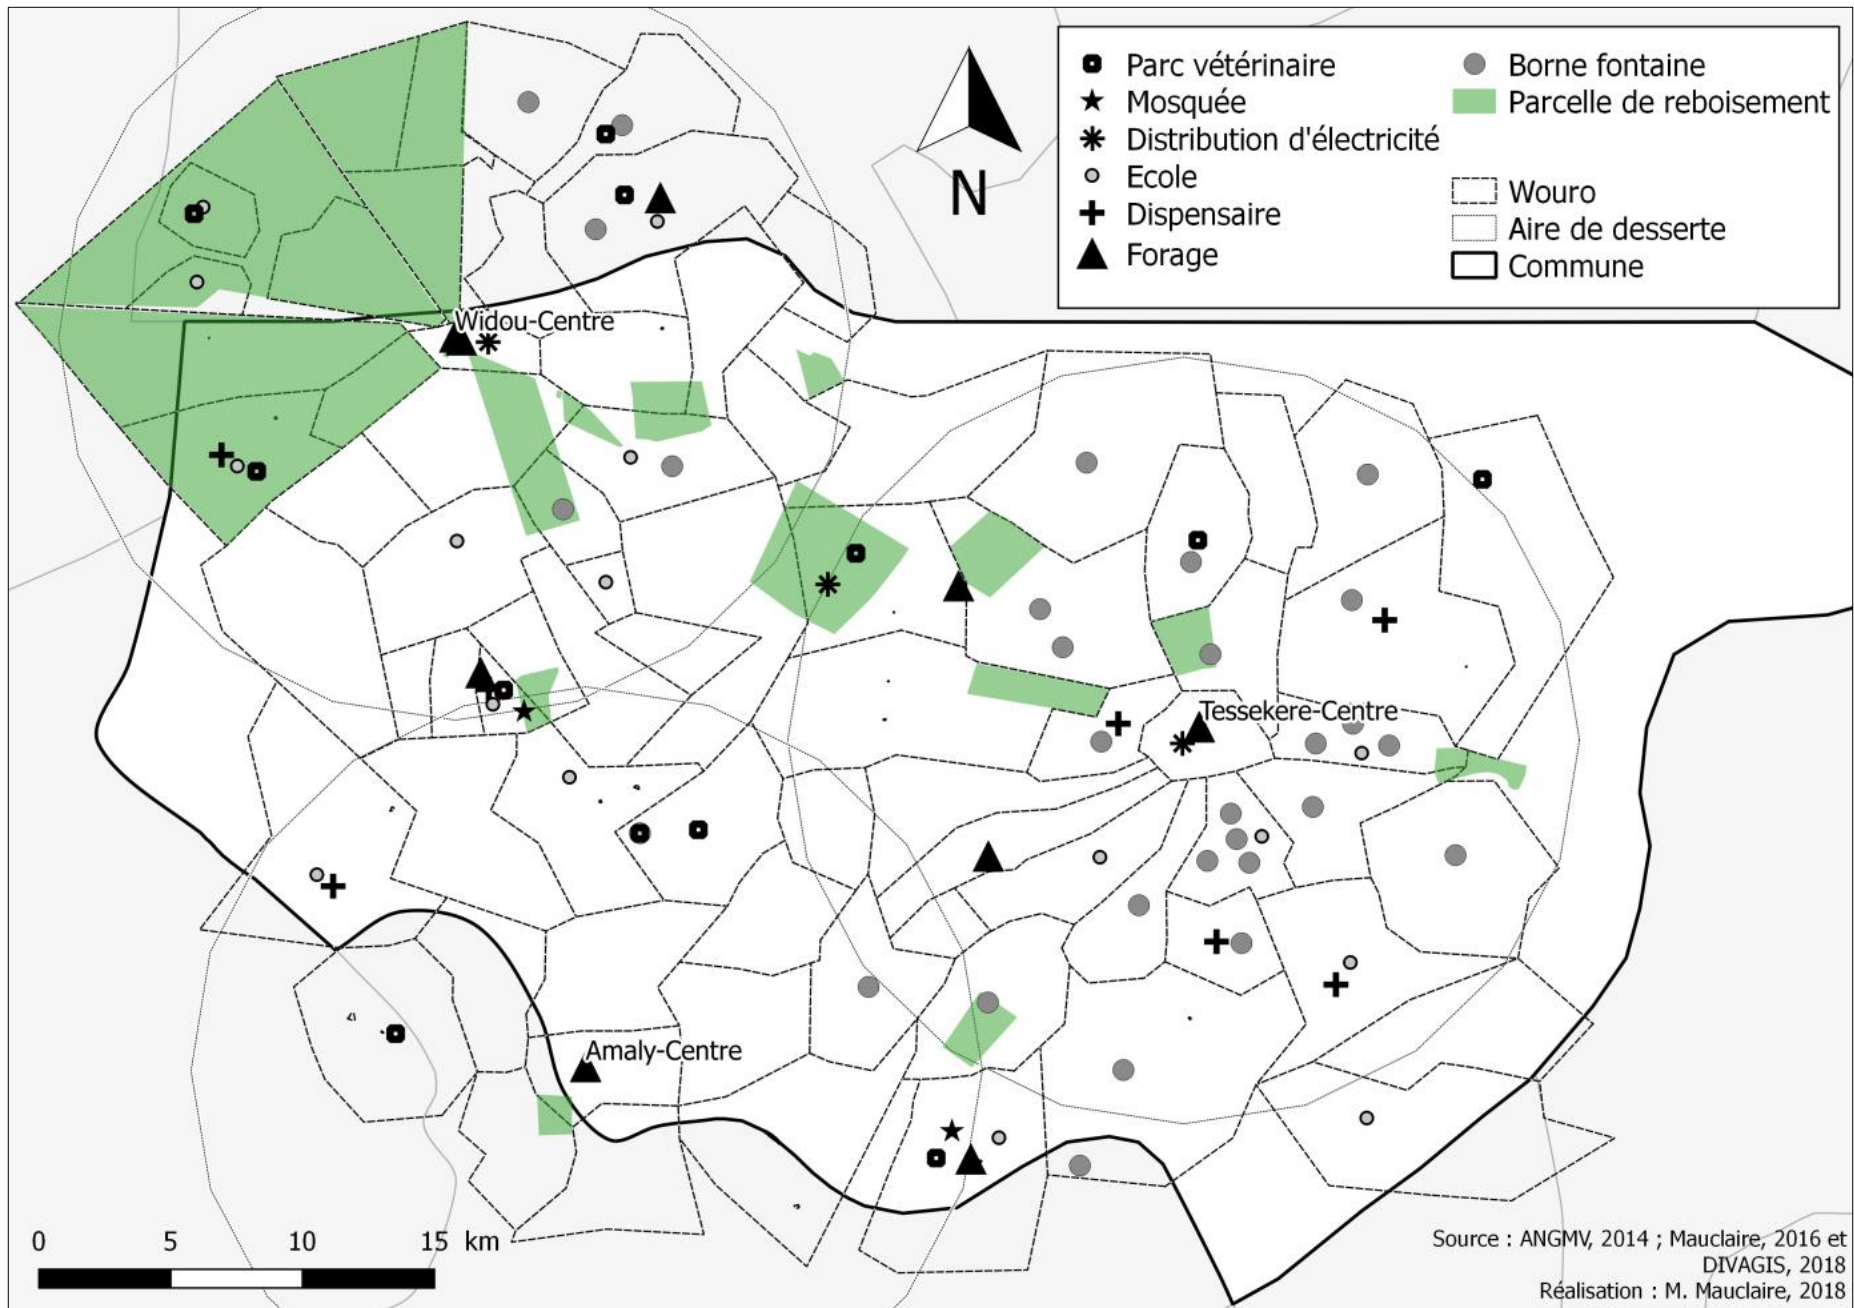 Parc vétérinaire
Mosquée
Distribution d'électricité
Ecole
Dispensaire
Forage
Borne fontaine
Parcelle de reboisement
Wouro
Aire de desserte
Commune
N
Widou-Centre
Tessekere-Centre
Amaly-Centre
0 5 10 15 km
Source : ANGMV, 2014 ; Mauclaire, 2016 et
DIVAGIS, 2018
Réalisation : M. Mauclaire, 2018